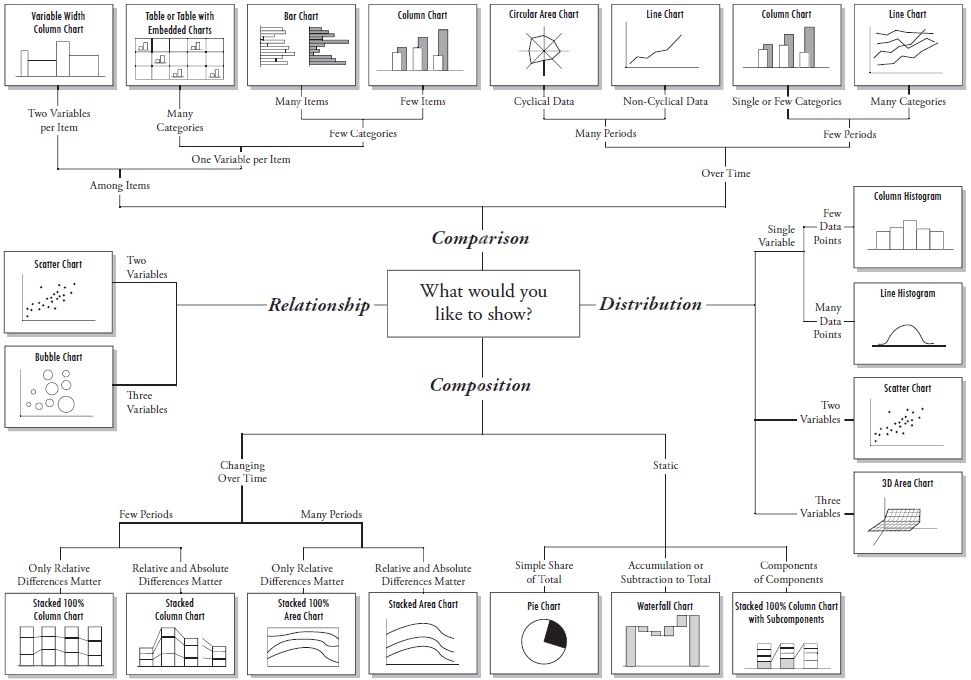 Variable Width
Column Chart
Table or Table with
Embedded Charts
Bar Chart
Column Chart
Circular Area Chart
Line Chart
Column Chart
Line Chart
Two Variables
per Item
Many
Categories
Many Items
Few Items
Cyclical Data
Non-Cyclical Data
Single or Few Categories
Many Categories
Few Categories
Many Periods
Few Periods
One Variable per Item
Over Time
Among Items
Comparison
Scatter Chart
Two
Variables
Relationship
Bubble Chart
Three
Variables
What would you
like to show?
Distribution
Single
Variable
Few
Data
Points
Column Histogram
Many
Data
Points
Line Histogram
Two
Variables
Scatter Chart
Three
Variables
3D Area Chart
Composition
Changing
Over Time
Static
Few Periods
Many Periods
Only Relative
Differences Matter
Relative and Absolute
Differences Matter
Only Relative
Differences Matter
Relative and Absolute
Differences Matter
Simple Share
of Total
Accumulation or
Subtraction to Total
Components
of Components
Stacked 100%
Column Chart
Stacked
Column Chart
Stacked 100%
Area Chart
Stacked Area Chart
Pie Chart
Waterfall Chart
Stacked 100% Column Chart
with Subcomponents